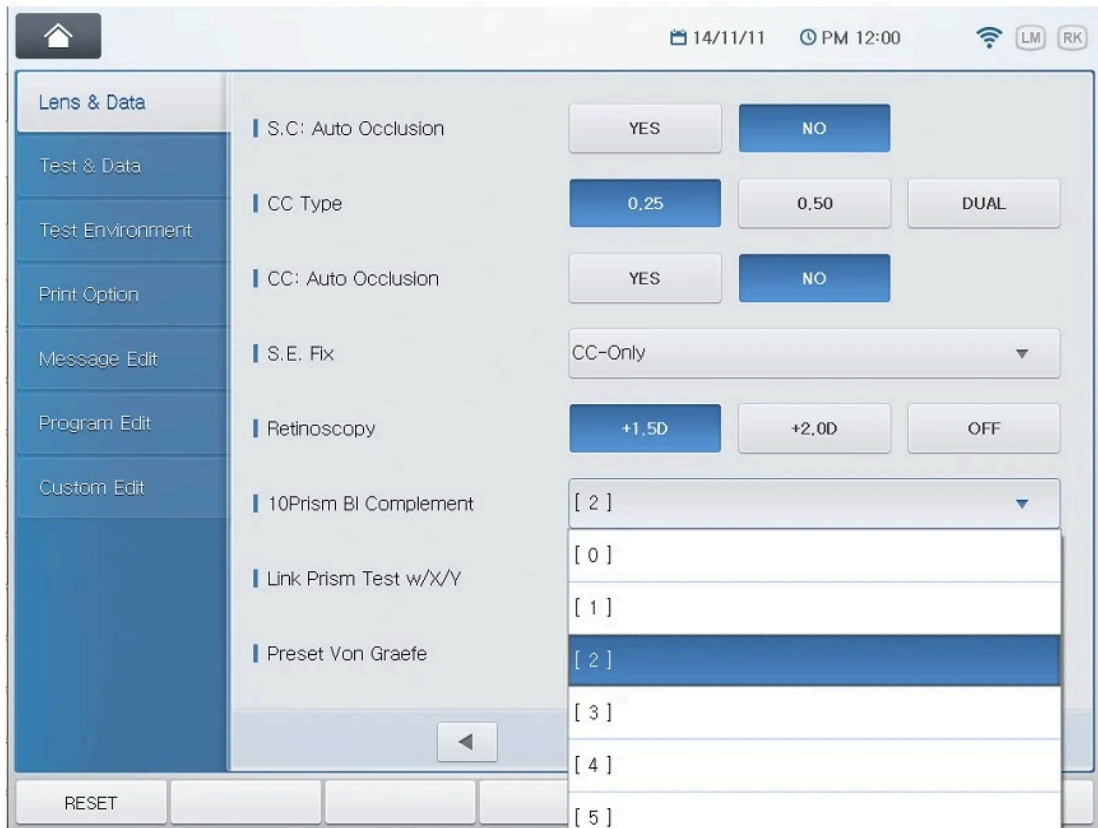 14/11/11 PM 12:00 LM RK
Lens & Data
Test & Data
Test Environment
Print Option
Message Edit
Program Edit
Custom Edit
S.C: Auto Occlusion YES NO
CC Type 0.25 0.50 DUAL
CC: Auto Occlusion YES NO
S.E. Fix CC-Only
Retinoscopy +1.5D +2.0D OFF
10Prism BI Complement [ 2 ]
[ 0 ]
Link Prism Test w/X/Y
[ 1 ]
Preset Von Graefe
[ 2 ]
[ 3 ]
[ 4 ]
[ 5 ]
RESET